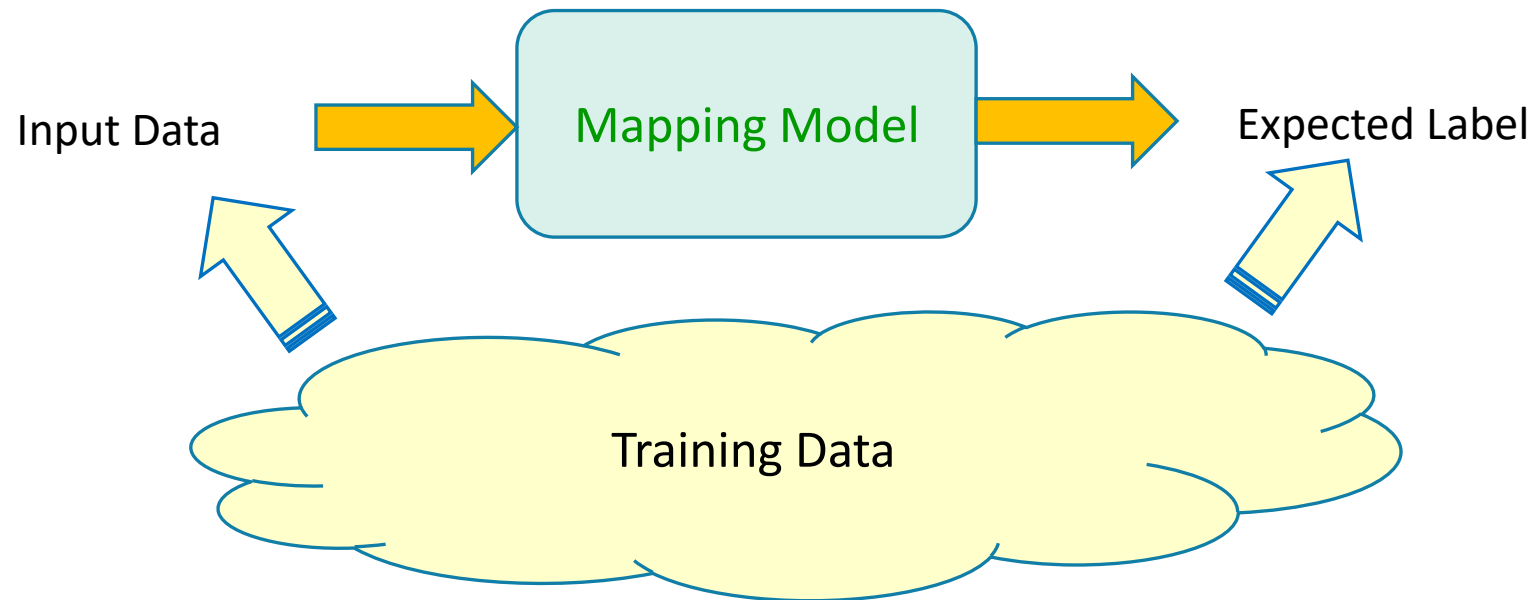 Input Data
Mapping Model
Expected Label
Training Data